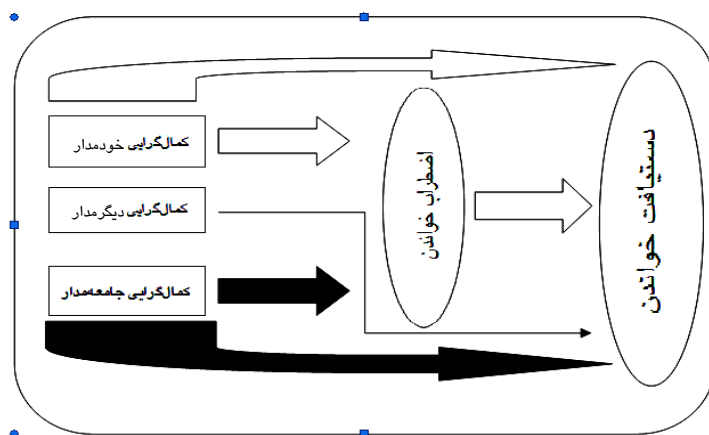 کمال‌گرایی خودمدار
کمال‌گرایی دیگرمدار
کمال‌گرایی جامعه‌مدار
اضطراب خواندن
دستیافت خواندن